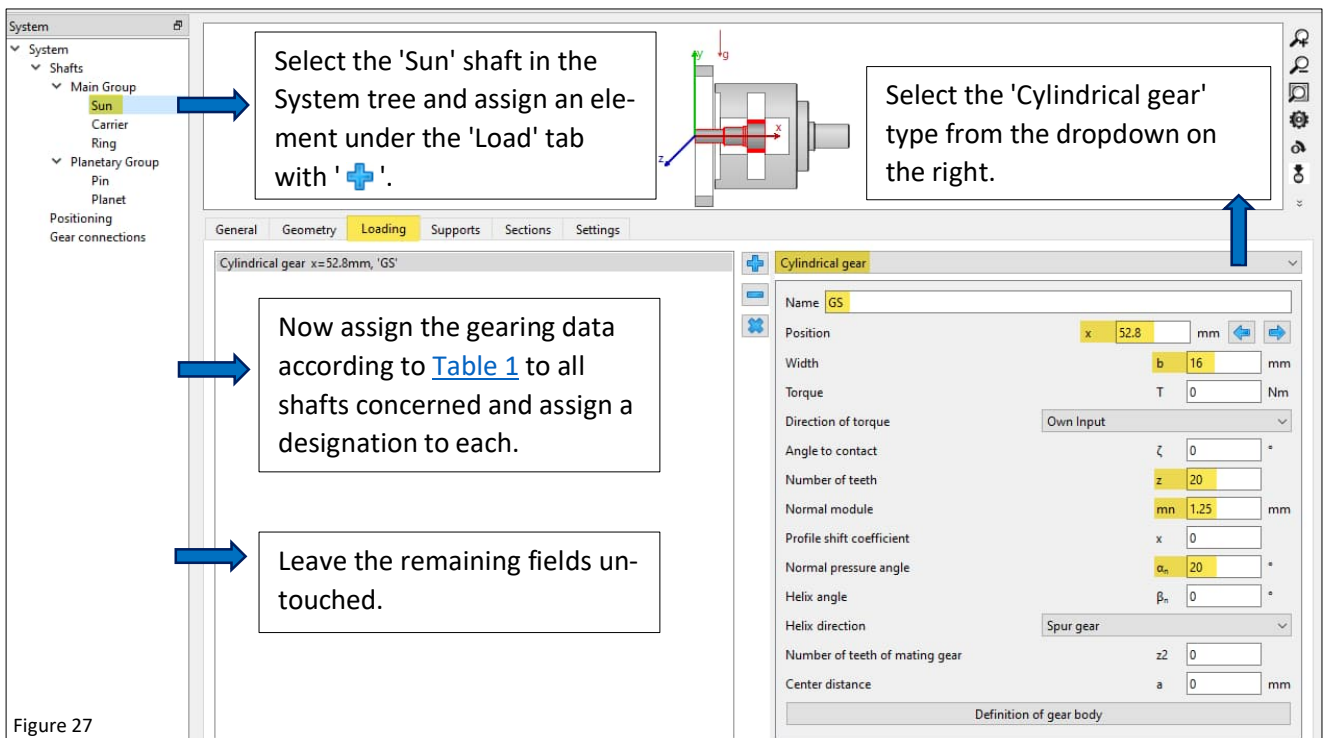 System
System
Shafts
Main Group
Sun
Carrier
Ring
Planetary Group
Pin
Planet
Positioning
Gear connections
Select the 'Sun' shaft in the
System tree and assign an ele-
ment under the 'Load' tab
with ' '.
y
g
x
z
Select the 'Cylindrical gear'
type from the dropdown on
the right.
General Geometry Loading Supports Sections Settings
Cylindrical gear x=52.8mm, 'GS'
Now assign the gearing data
according to Table 1 to all
shafts concerned and assign a
designation to each.
Leave the remaining fields un-
touched.
Cylindrical gear
Name GS
Position x 52.8 mm
Width b 16 mm
Torque T 0 Nm
Direction of torque Own Input
Angle to contact ζ 0 °
Number of teeth z 20
Normal module mn 1.25 mm
Profile shift coefficient x 0
Normal pressure angle αn 20 °
Helix angle βn 0 °
Helix direction Spur gear
Number of teeth of mating gear z2 0
Center distance a 0 mm
Definition of gear body
Figure 27